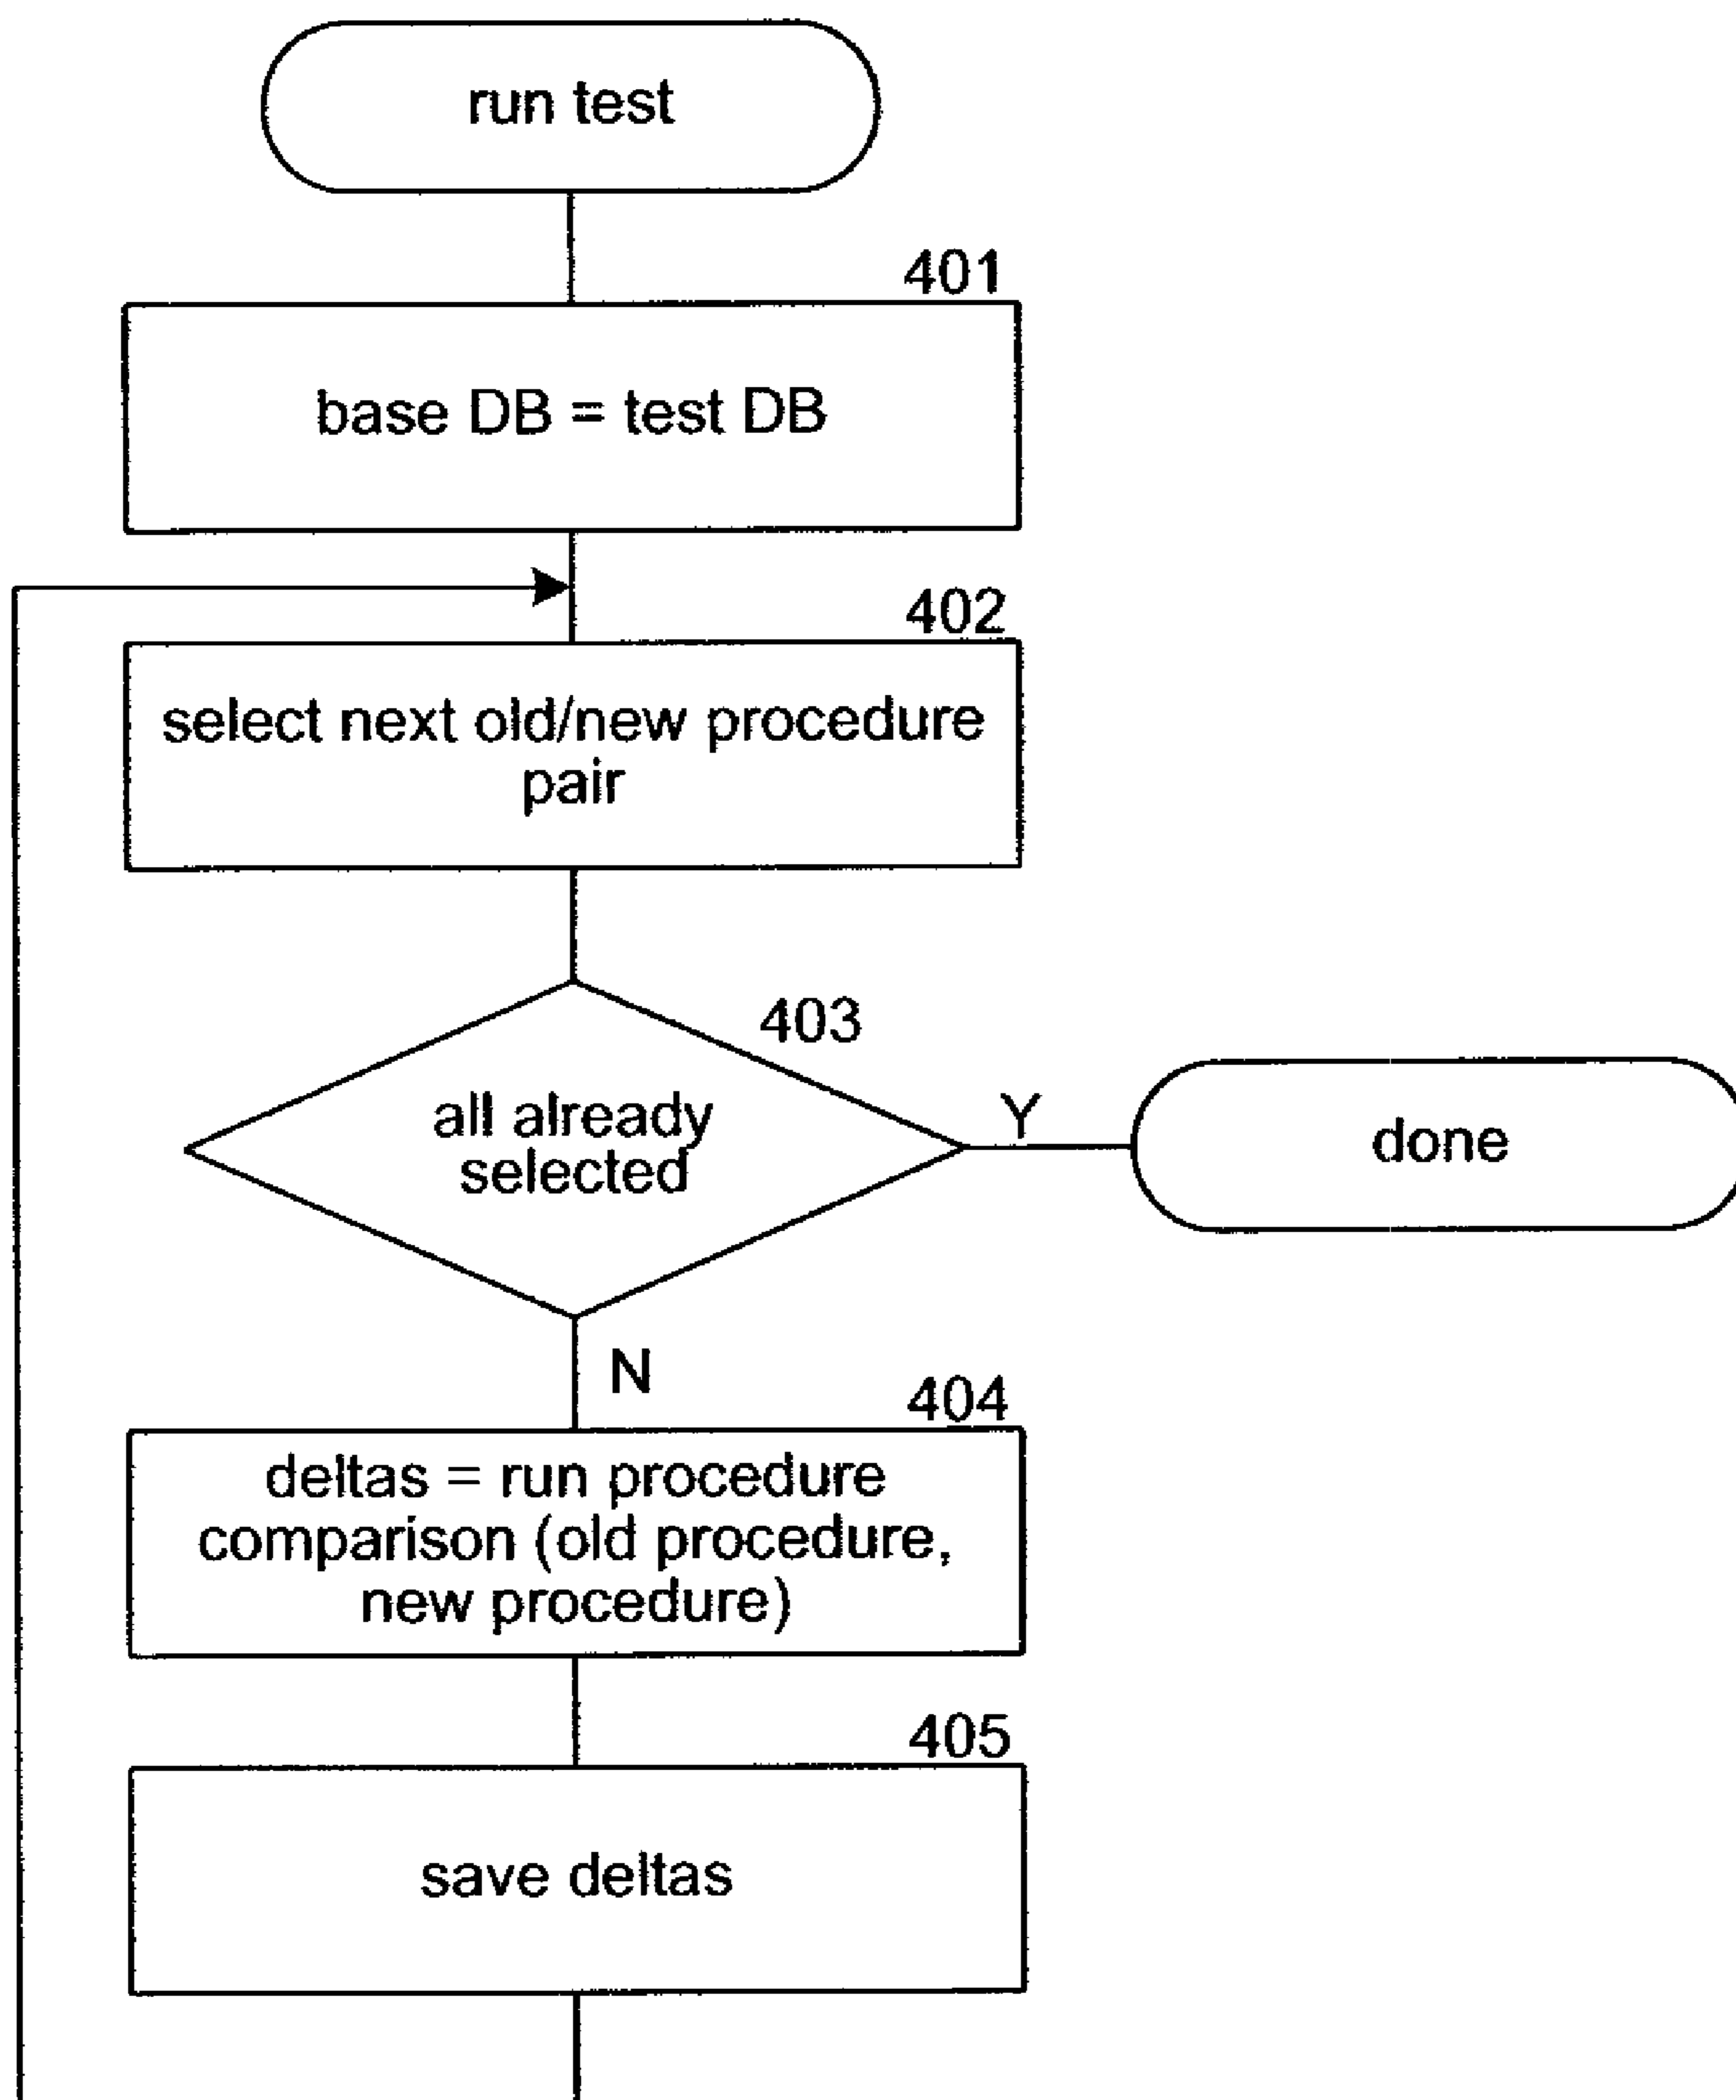 run test
401
base DB = test DB
402
select next old/new procedure
pair
403
all already
selected
Y
done
N
404
deltas = run procedure
comparison (old procedure,
new procedure)
405
save deltas